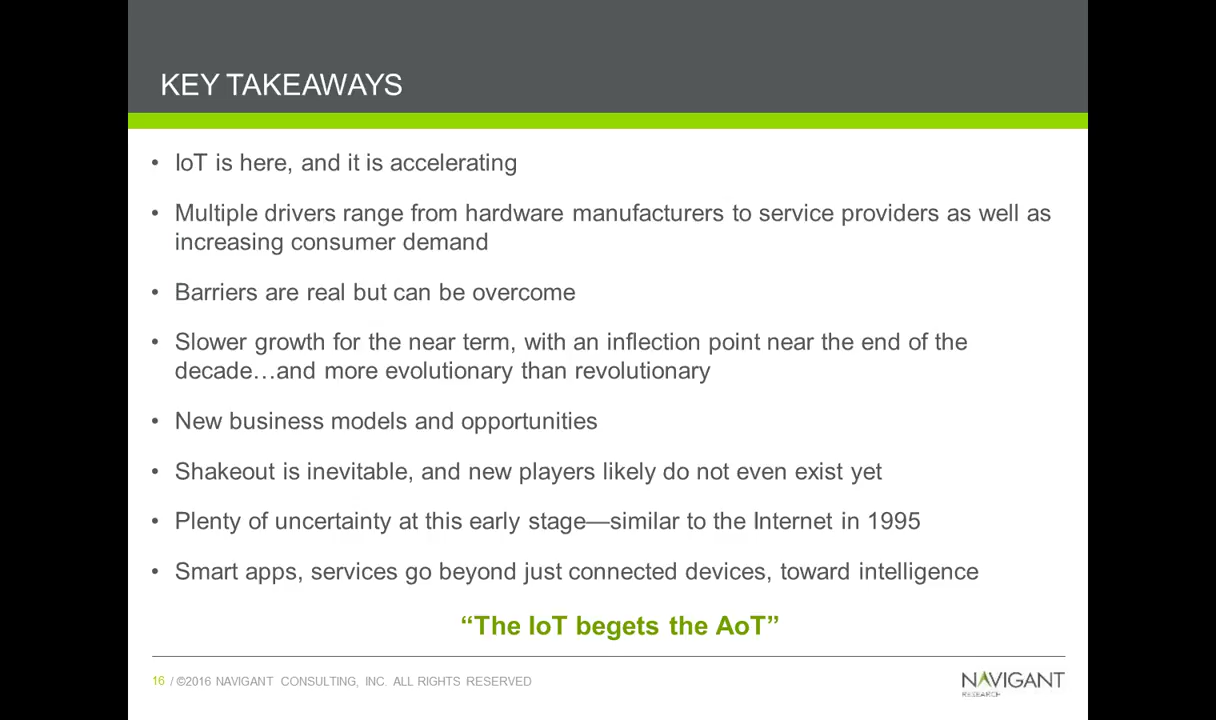 KEY TAKEAWAYS
• IoT is here, and it is accelerating
• Multiple drivers range from hardware manufacturers to service providers as well as
increasing consumer demand
• Barriers are real but can be overcome
• Slower growth for the near term, with an inflection point near the end of the
decade…and more evolutionary than revolutionary
• New business models and opportunities
• Shakeout is inevitable, and new players likely do not even exist yet
• Plenty of uncertainty at this early stage—similar to the Internet in 1995
• Smart apps, services go beyond just connected devices, toward intelligence
“The IoT begets the AoT”
16 / ©2016 NAVIGANT CONSULTING, INC. ALL RIGHTS RESERVED
NAVIGANT
RESEARCH